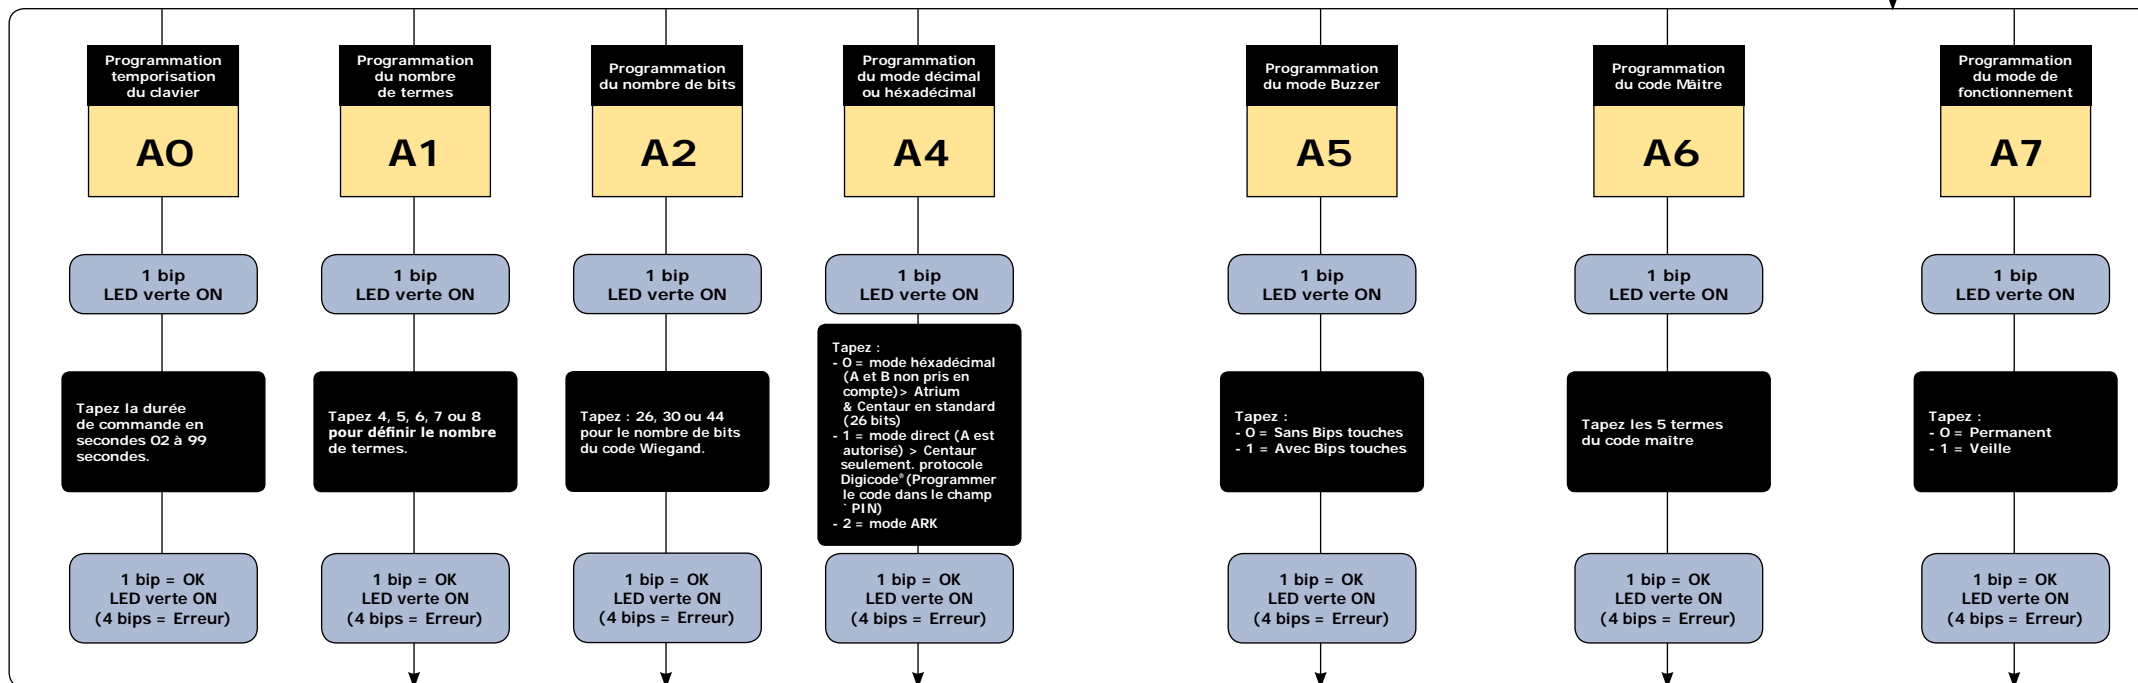 Programmation
temporisation
du clavier
A0
1 bip
LED verte ON
Tapez la durée
de commande en
secondes 02 à 99
secondes.
1 bip = OK
LED verte ON
(4 bips = Erreur)
Programmation
du nombre
de termes
A1
1 bip
LED verte ON
Tapez 4, 5, 6, 7 ou 8
pour définir le nombre
de termes.
1 bip = OK
LED verte ON
(4 bips = Erreur)
Programmation
du nombre de bits
A2
1 bip
LED verte ON
Tapez : 26, 30 ou 44
pour le nombre de bits
du code Wiegand.
1 bip = OK
LED verte ON
(4 bips = Erreur)
Programmation
du mode décimal
ou héxadécimal
A4
1 bip
LED verte ON
Tapez :
- 0 = mode héxadécimal
(A et B non pris en
compte)> Atrium
& Centaur en standard
(26 bits)
- 1 = mode direct (A est
autorisé) > Centaur
seulement. protocole
Digicode® (Programmer
le code dans le champ
` PIN)
- 2 = mode ARK
1 bip = OK
LED verte ON
(4 bips = Erreur)
Programmation
du mode Buzzer
A5
1 bip
LED verte ON
Tapez :
- 0 = Sans Bips touches
- 1 = Avec Bips touches
1 bip = OK
LED verte ON
(4 bips = Erreur)
Programmation
du code Maître
A6
1 bip
LED verte ON
Tapez les 5 termes
du code maître
1 bip = OK
LED verte ON
(4 bips = Erreur)
Programmation
du mode de
fonctionnement
A7
1 bip
LED verte ON
Tapez :
- 0 = Permanent
- 1 = Veille
1 bip = OK
LED verte ON
(4 bips = Erreur)